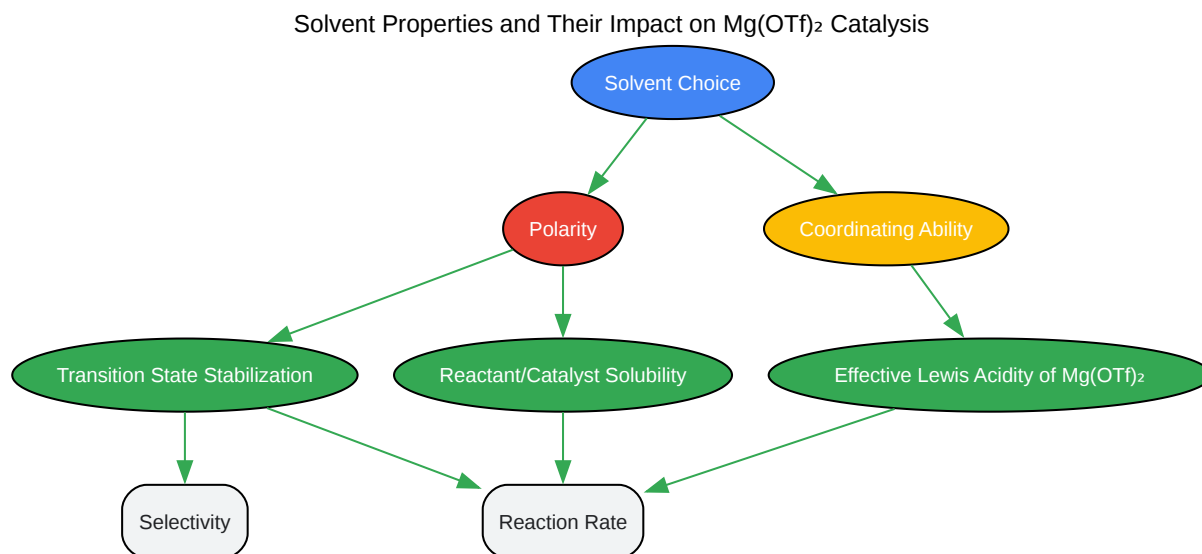 Solvent Properties and Their Impact on Mg(OTf)₂ Catalysis
Solvent Choice
Polarity
Coordinating Ability
Transition State Stabilization
Reactant/Catalyst Solubility
Effective Lewis Acidity of Mg(OTf)₂
Selectivity
Reaction Rate